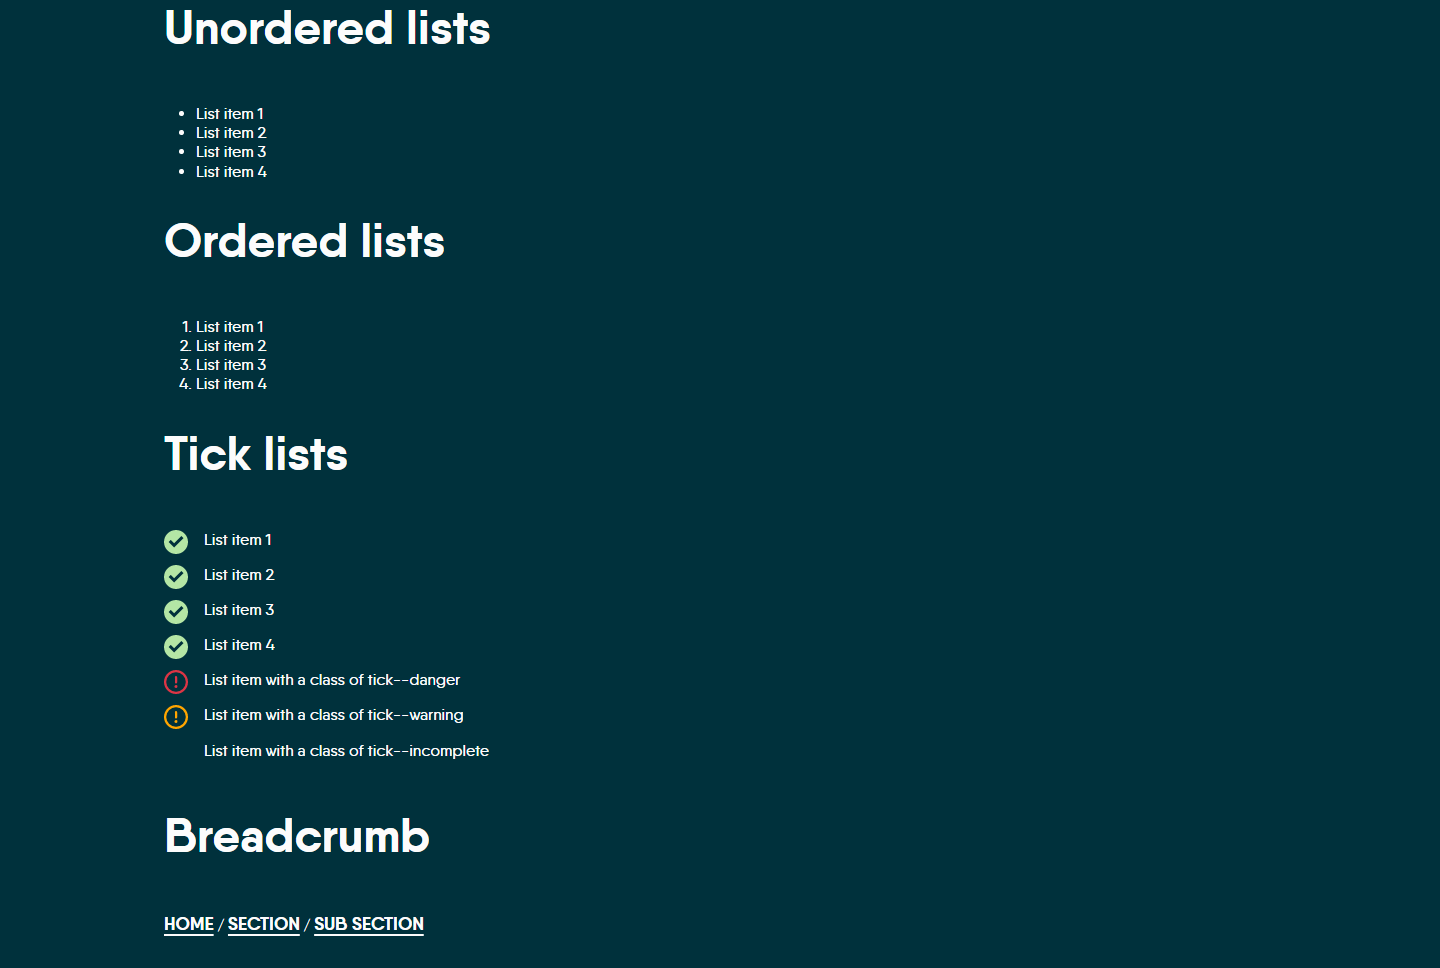 Unordered lists
• List item 1
• List item 2
• List item 3
• List item 4
Ordered lists
1. List item 1
2. List item 2
3. List item 3
4. List item 4
Tick lists
List item 1
List item 2
List item 3
List item 4
List item with a class of tick--danger
List item with a class of tick--warning
List item with a class of tick--incomplete
Breadcrumb
HOME / SECTION / SUB SECTION